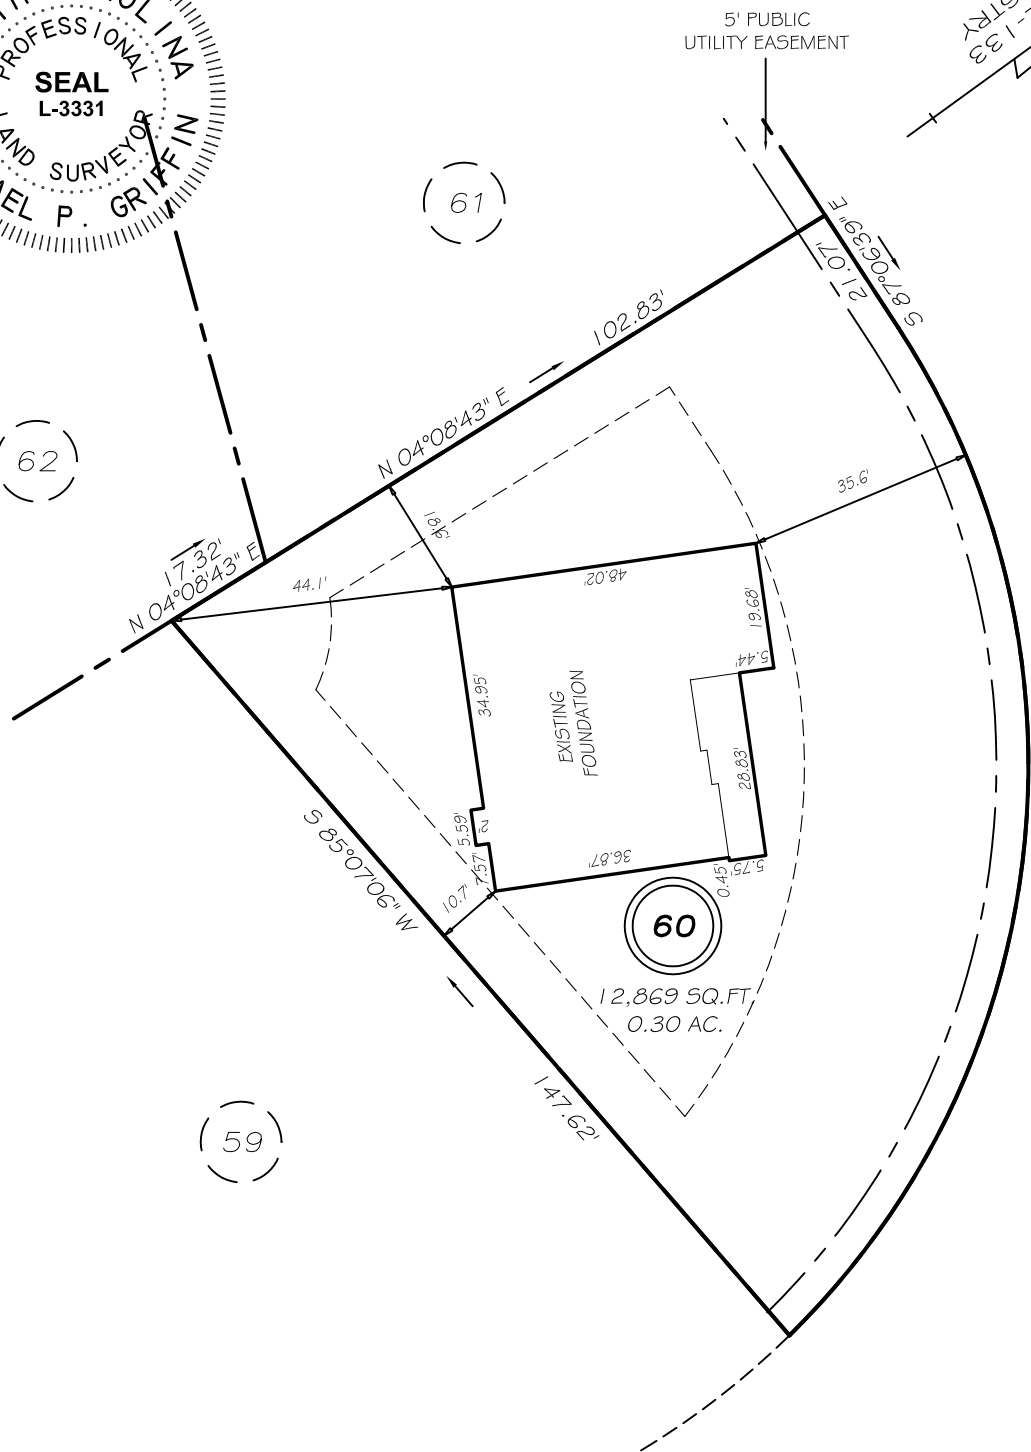 PROFESSIONAL
SEAL
L-3331
LAND SURVEYOR
P. GRIFFIN
5' PUBLIC
UTILITY EASEMENT
61
S 87°06'39" E
21.07'
102.83'
N 04°08'43" E
62
17.32'
N 04°08'43" E
44.1'
18.6'
35.6'
48.02'
19.68'
5.44'
34.95'
EXISTING
FOUNDATION
28.83'
5.59'
2'
7.57'
36.87'
0.45'
5.75'
10.7'
S 85°07'06" W
60
12,869 SQ.FT.
0.30 AC.
147.62'
59